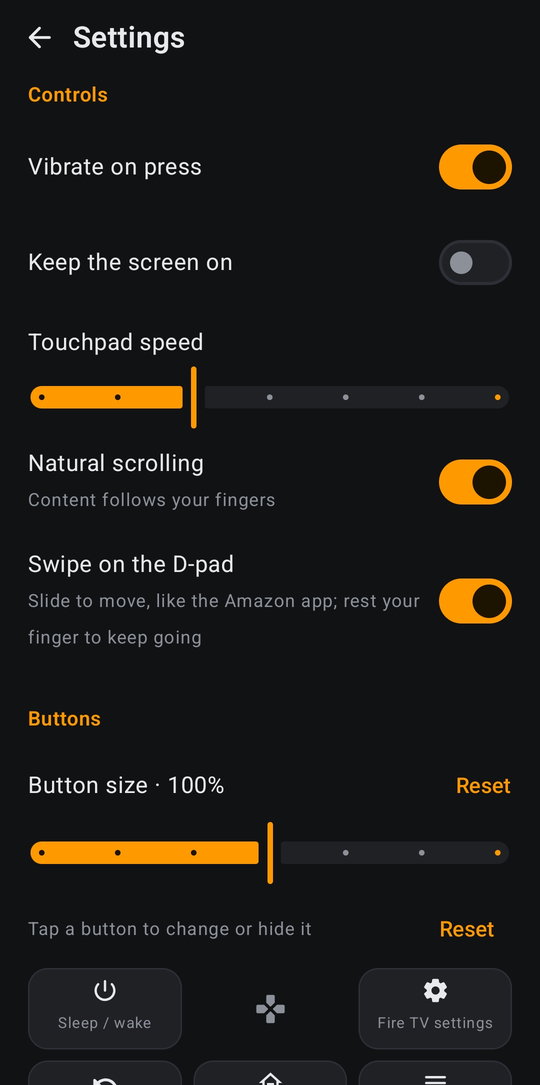 Settings
Controls
Vibrate on press
Keep the screen on
Touchpad speed
Natural scrolling
Content follows your fingers
Swipe on the D-pad
Slide to move, like the Amazon app; rest your
finger to keep going
Buttons
Button size · 100%
Reset
Tap a button to change or hide it
Reset
Sleep / wake
Fire TV settings